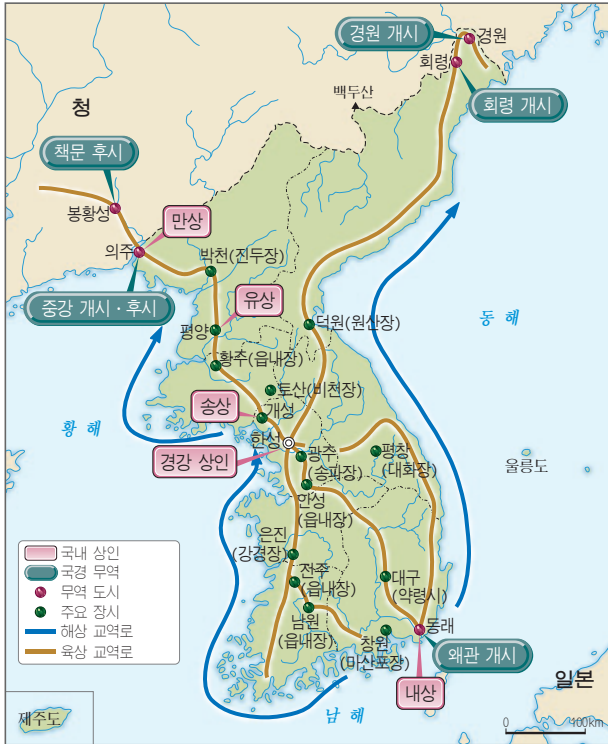 경원 개시
경원
회령
회령 개시
백두산
청
책문 후시
봉황성
만상
의주
중강 개시·후시
박천(진두장)
유상
평양
황주(읍내장)
덕원(원산장)
동해
토산(비천장)
송상
개성
황해
한성
경강 상인
광주
(송파장)
평창
(대화장)
울릉도
안성
(읍내장)
은진
(강경장)
전주
(읍내장)
대구
(약령시)
남원
(읍내장)
창원
(마산포장)
동래
왜관 개시
내상
일본
남해
제주도
국내 상인
국경 무역
무역 도시
주요 장시
해상 교역로
육상 교역로
0 100km